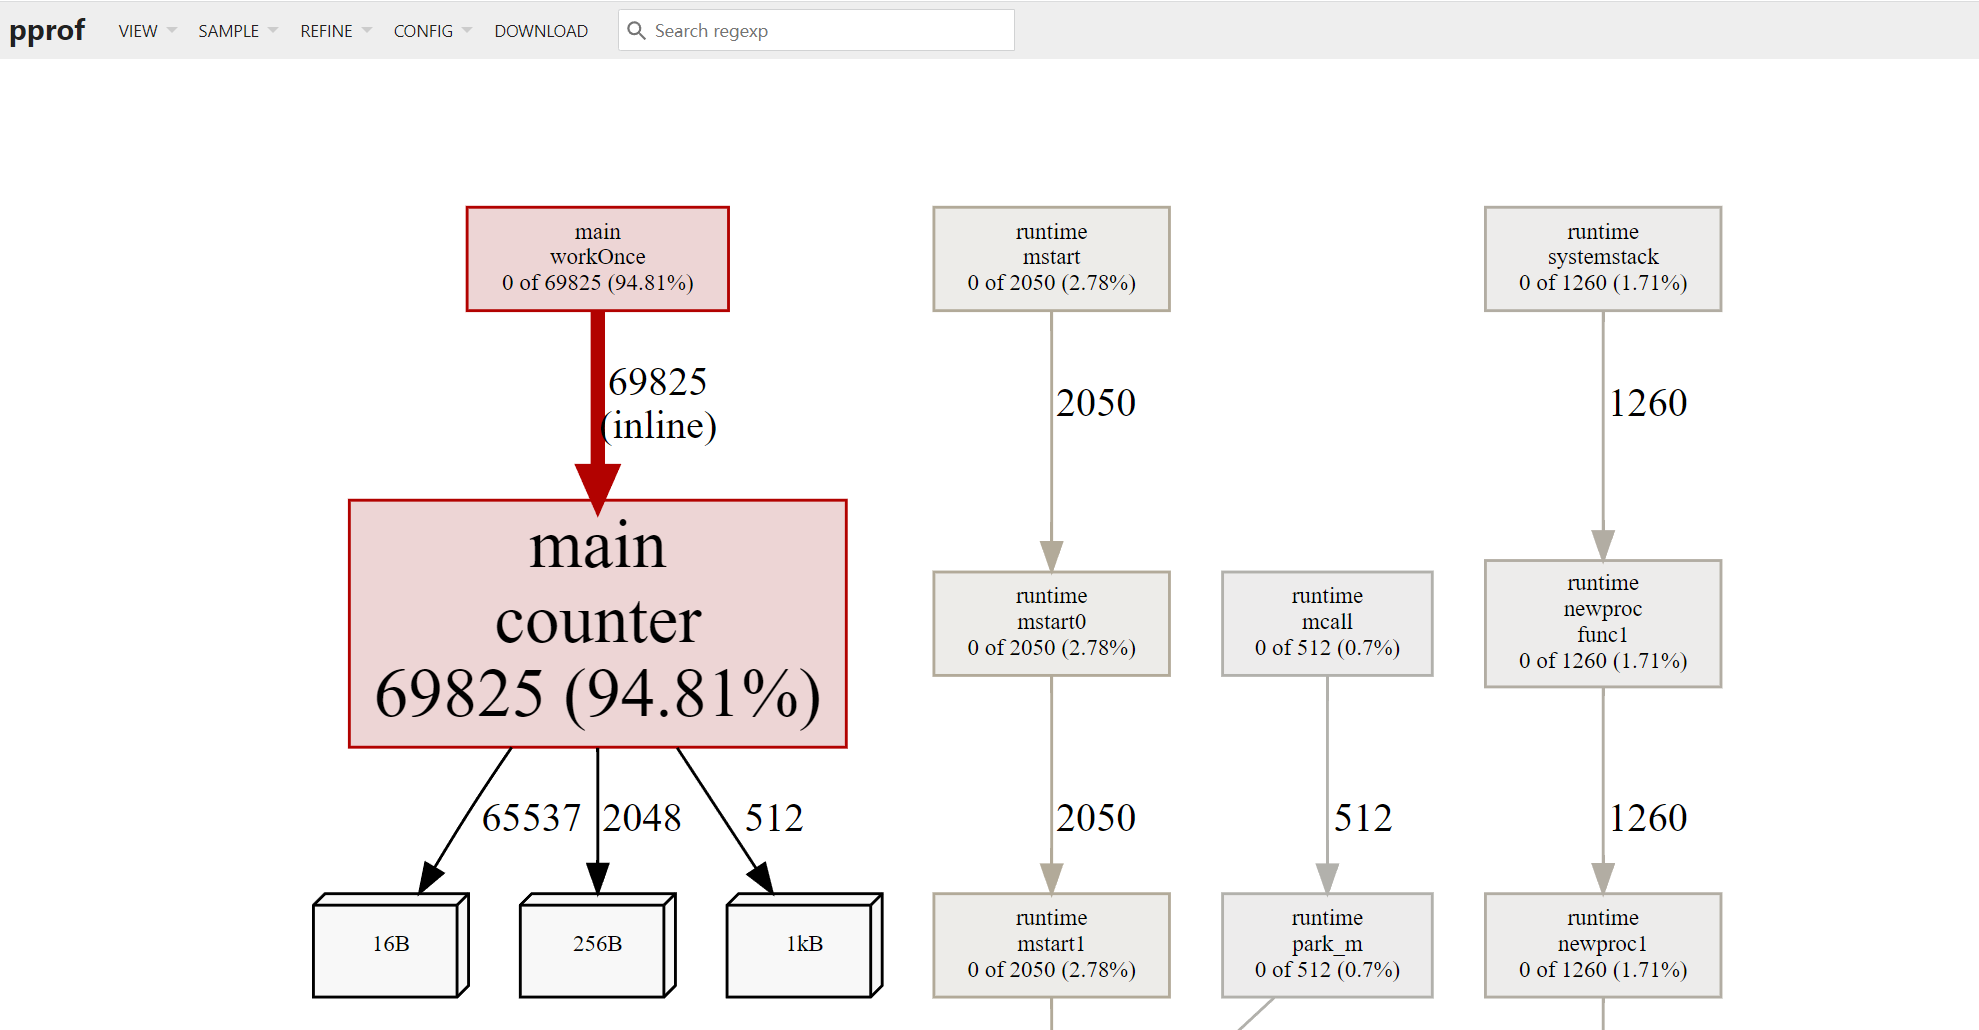 pprof
VIEW
SAMPLE
REFINE
CONFIG
DOWNLOAD
Search regexp
main
workOnce
0 of 69825 (94.81%)
runtime
mstart
0 of 2050 (2.78%)
runtime
systemstack
0 of 1260 (1.71%)
69825
(inline)
2050
1260
main
counter
69825 (94.81%)
runtime
mstart0
0 of 2050 (2.78%)
runtime
mcall
0 of 512 (0.7%)
runtime
newproc
func1
0 of 1260 (1.71%)
65537
2048
512
2050
512
1260
16B
256B
1kB
runtime
mstart1
0 of 2050 (2.78%)
runtime
park_m
0 of 512 (0.7%)
runtime
newproc1
0 of 1260 (1.71%)